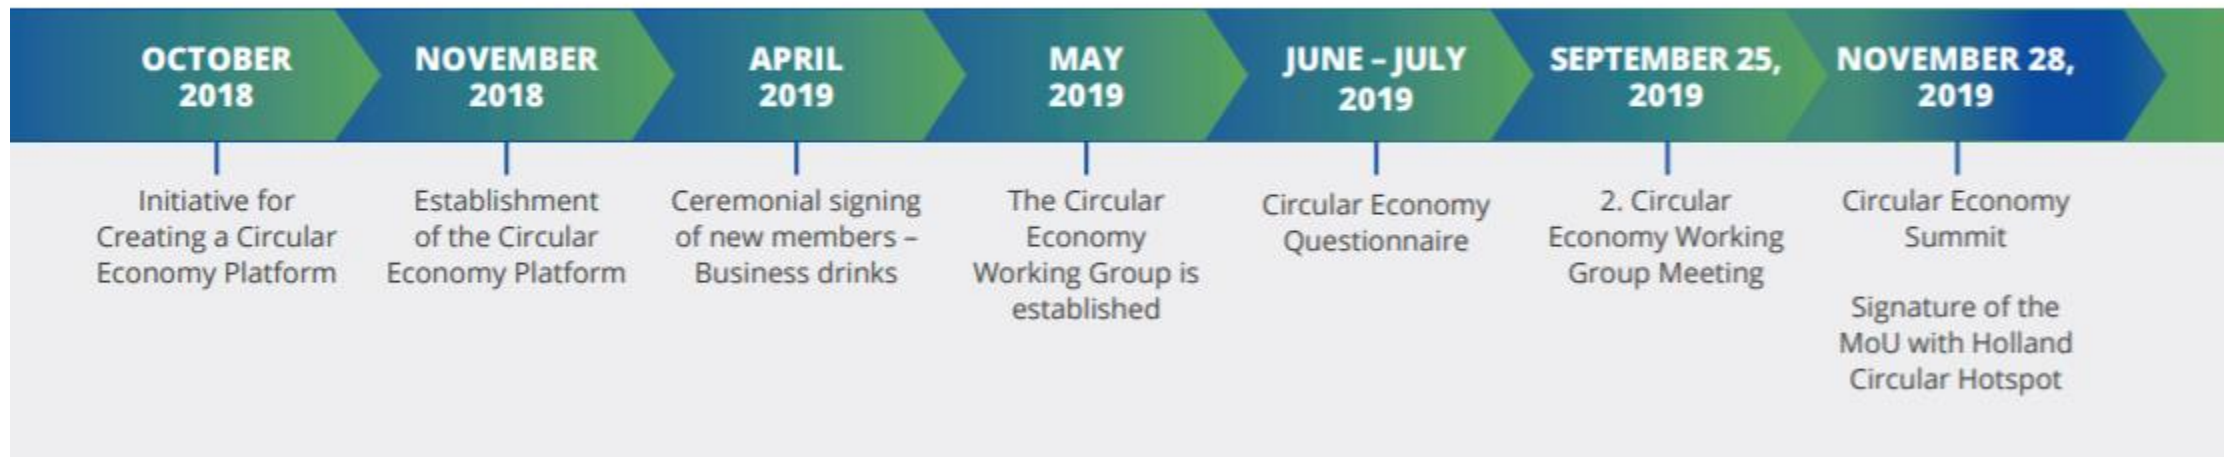 OCTOBER
2018
Initiative for
Creating a Circular
Economy Platform
NOVEMBER
2018
Establishment
of the Circular
Economy Platform
APRIL
2019
Ceremonial signing
of new members –
Business drinks
MAY
2019
The Circular
Economy
Working Group is
established
JUNE – JULY
2019
Circular Economy
Questionnaire
SEPTEMBER 25,
2019
2. Circular
Economy Working
Group Meeting
NOVEMBER 28,
2019
Circular Economy
Summit
Signature of the
MoU with Holland
Circular Hotspot